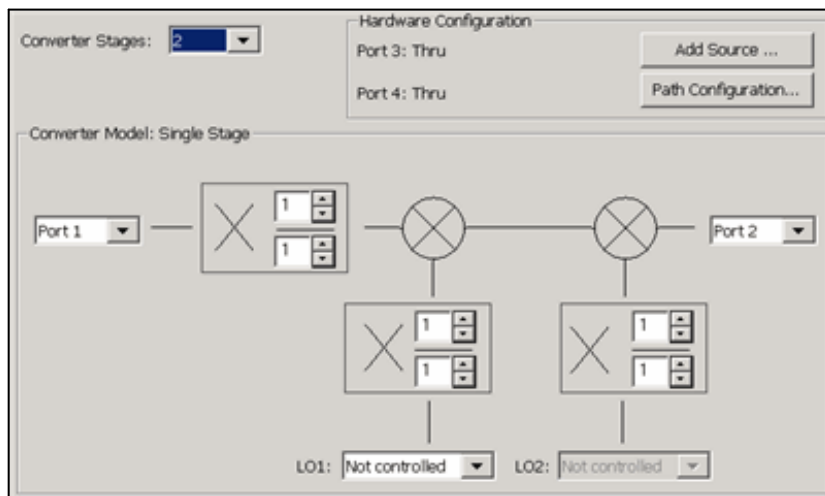 Converter Stages: 2
Hardware Configuration
Port 3: Thru
Add Source ...
Port 4: Thru
Path Configuration...
Converter Model: Single Stage
Port 1
1
1
Port 2
1
1
1
1
LO1: Not controlled
LO2: Not controlled